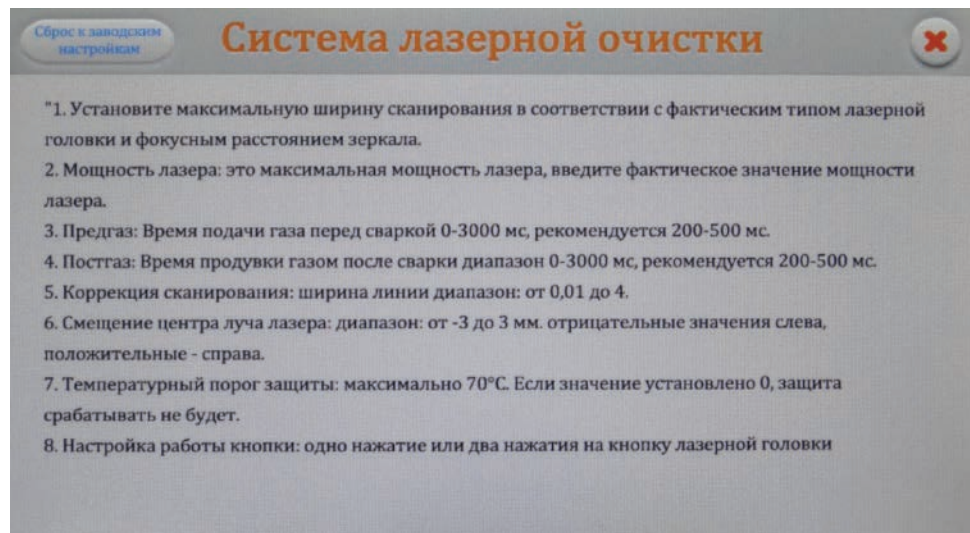 Сброс к заводским
настройкам
Система лазерной очистки
"1. Установите максимальную ширину сканирования в соответствии с фактическим типом лазерной
головки и фокусным расстоянием зеркала.
2. Мощность лазера: это максимальная мощность лазера, введите фактическое значение мощности
лазера.
3. Предгаз: Время подачи газа перед сваркой 0-3000 мс, рекомендуется 200-500 мс.
4. Постгаз: Время продувки газом после сварки диапазон 0-3000 мс, рекомендуется 200-500 мс.
5. Коррекция сканирования: ширина линии диапазон: от 0,01 до 4.
6. Смещение центра луча лазера: диапазон: от -3 до 3 мм. отрицательные значения слева,
положительные - справа.
7. Температурный порог защиты: максимально 70°C. Если значение установлено 0, защита
срабатывать не будет.
8. Настройка работы кнопки: одно нажатие или два нажатия на кнопку лазерной головки